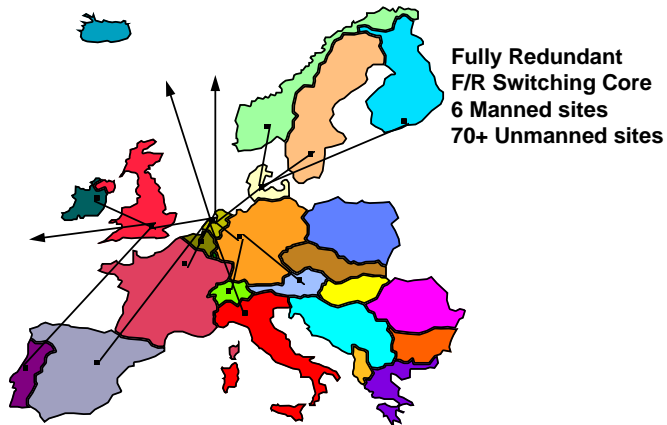 Fully Redundant
F/R Switching Core
6 Manned sites
70+ Unmanned sites